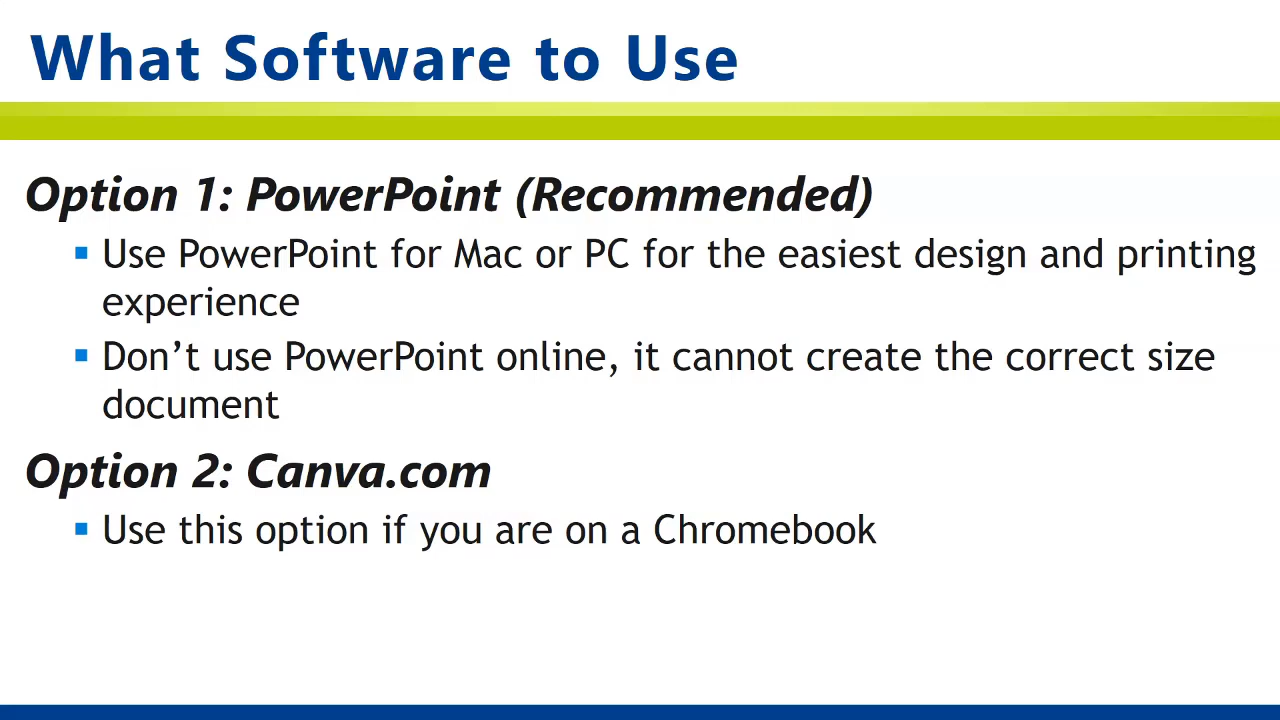 What Software to Use
Option 1: PowerPoint (Recommended)
Use PowerPoint for Mac or PC for the easiest design and printing
experience
Don’t use PowerPoint online, it cannot create the correct size
document
Option 2: Canva.com
Use this option if you are on a Chromebook